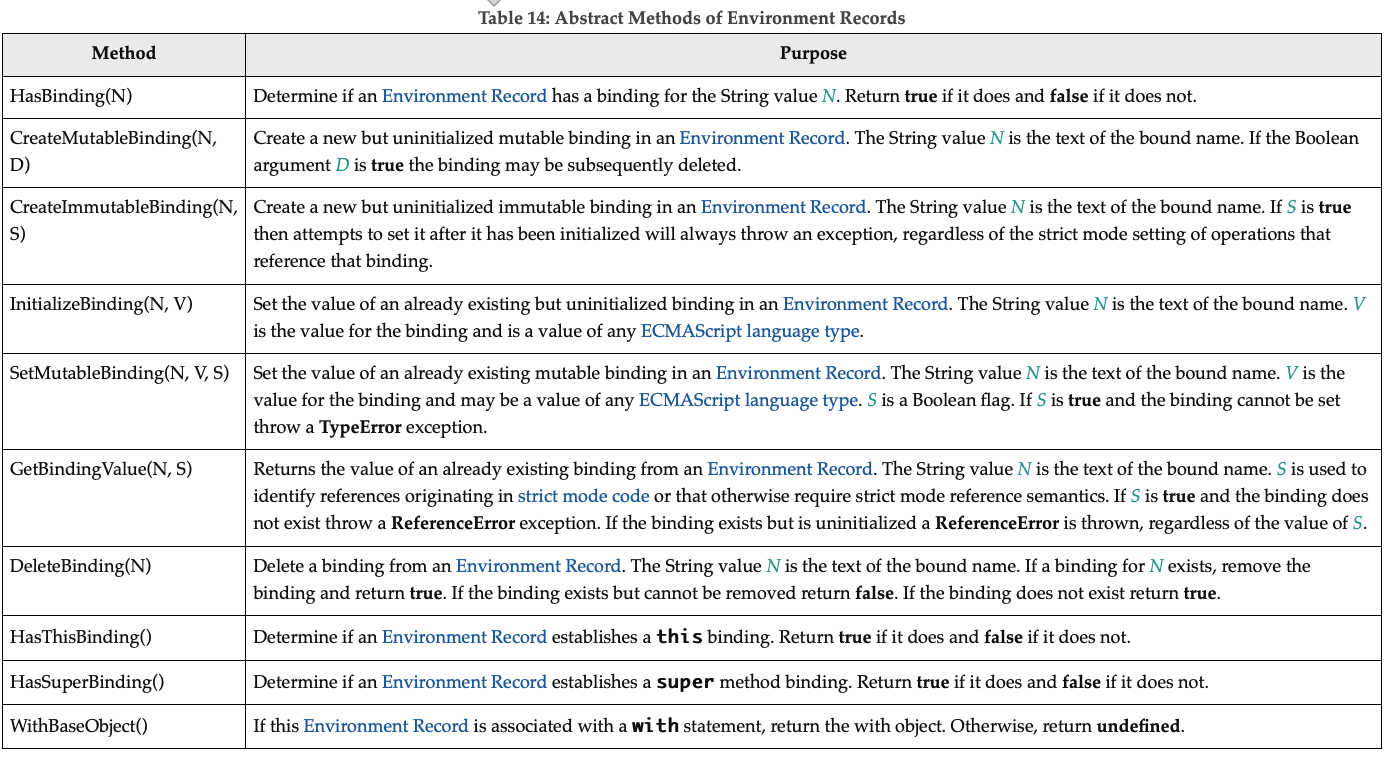 Table 14: Abstract Methods of Environment Records
Method Purpose
HasBinding(N) Determine if an Environment Record has a binding for the String value N. Return true if it does and false if it does not.
CreateMutableBinding(N, Create a new but uninitialized mutable binding in an Environment Record. The String value N is the text of the bound name. If the Boolean
D) argument D is true the binding may be subsequently deleted.
CreateImmutableBinding(N, Create a new but uninitialized immutable binding in an Environment Record. The String value N is the text of the bound name. If S is true
S) then attempts to set it after it has been initialized will always throw an exception, regardless of the strict mode setting of operations that
reference that binding.
InitializeBinding(N, V) Set the value of an already existing but uninitialized binding in an Environment Record. The String value N is the text of the bound name. V
is the value for the binding and is a value of any ECMAScript language type.
SetMutableBinding(N, V, S) Set the value of an already existing mutable binding in an Environment Record. The String value N is the text of the bound name. V is the
value for the binding and may be a value of any ECMAScript language type. S is a Boolean flag. If S is true and the binding cannot be set
throw a TypeError exception.
GetBindingValue(N, S) Returns the value of an already existing binding from an Environment Record. The String value N is the text of the bound name. S is used to
identify references originating in strict mode code or that otherwise require strict mode reference semantics. If S is true and the binding does
not exist throw a ReferenceError exception. If the binding exists but is uninitialized a ReferenceError is thrown, regardless of the value of S.
DeleteBinding(N) Delete a binding from an Environment Record. The String value N is the text of the bound name. If a binding for N exists, remove the
binding and return true. If the binding exists but cannot be removed return false. If the binding does not exist return true.
HasThisBinding() Determine if an Environment Record establishes a this binding. Return true if it does and false if it does not.
HasSuperBinding() Determine if an Environment Record establishes a super method binding. Return true if it does and false if it does not.
WithBaseObject() If this Environment Record is associated with a with statement, return the with object. Otherwise, return undefined.